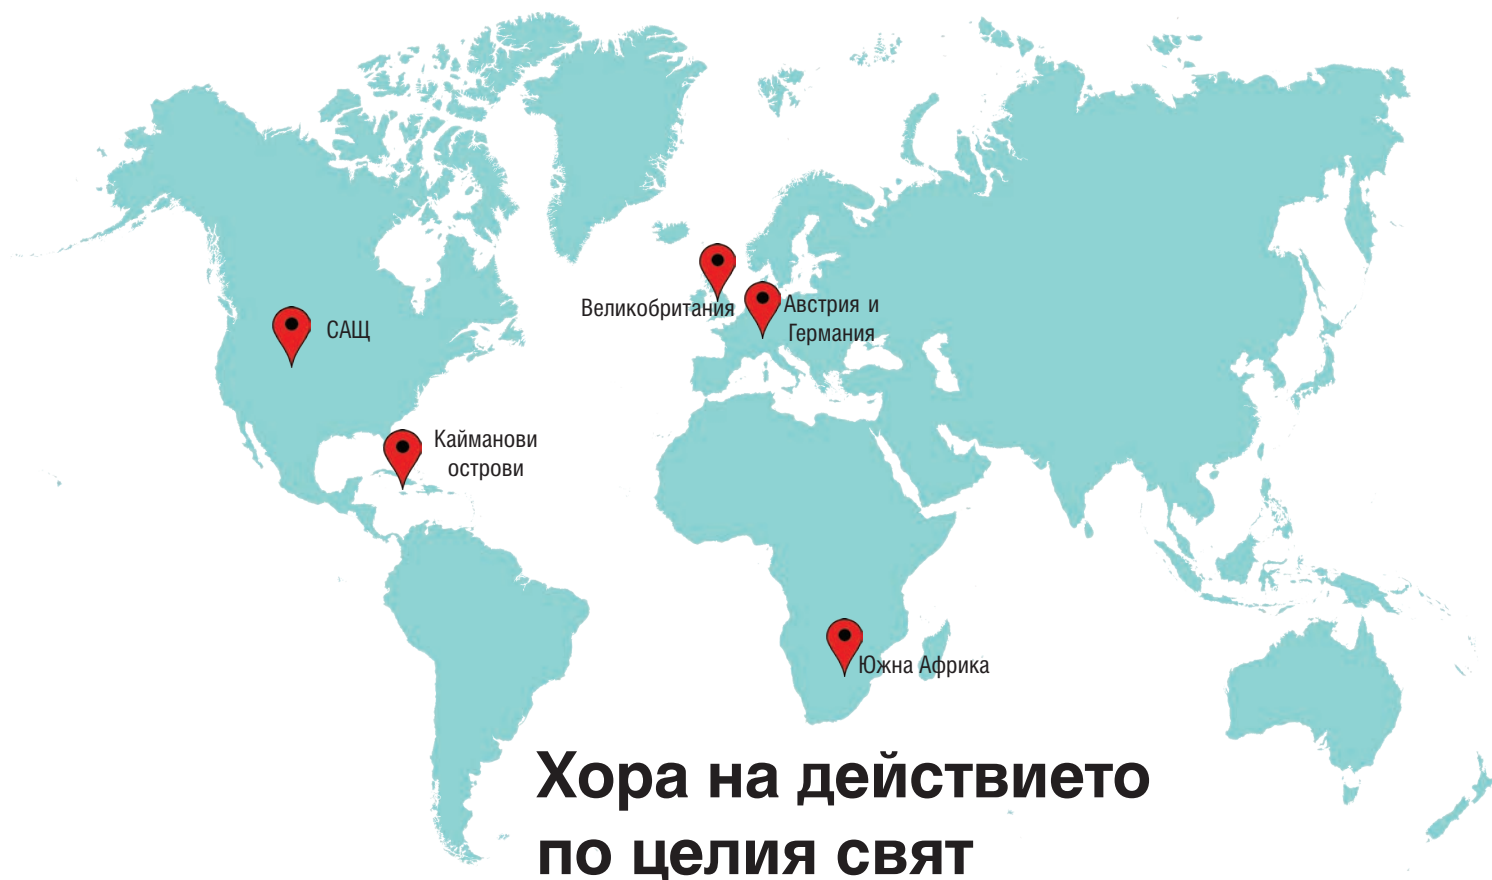 Великобритания
Австрия и
Германия
САЩ
Кайманови
острови
Южна Африка
Хора на действието
по целия свят